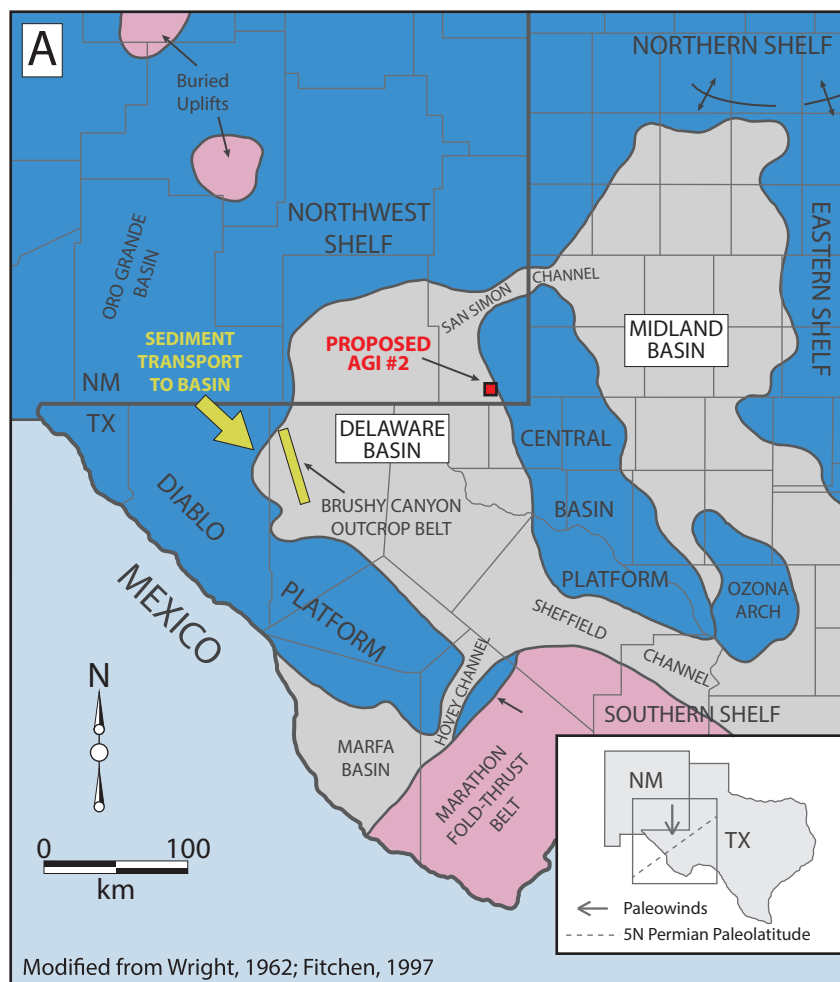 A
Buried
Uplifts
NORTHERN SHELF
ORO GRANDE
BASIN
NORTHWEST
SHELF
EASTERN SHELF
SAN SIMON
CHANNEL
MIDLAND
BASIN
SEDIMENT
TRANSPORT
TO BASIN
PROPOSED
AGI #2
NM
TX
DELAWARE
BASIN
CENTRAL
BASIN
PLATFORM
BRUSHY CANYON
OUTCROP BELT
DIABLO
PLATFORM
OZONA
ARCH
MEXICO
SHEFFIELD
CHANNEL
HOVEY CHANNEL
SOUTHERN SHELF
N
MARFA
BASIN
MARATHON
FOLD-THRUST
BELT
0 100
km
NM
TX
Paleowinds
5N Permian Paleolatitude
Modified from Wright, 1962; Fitchen, 1997